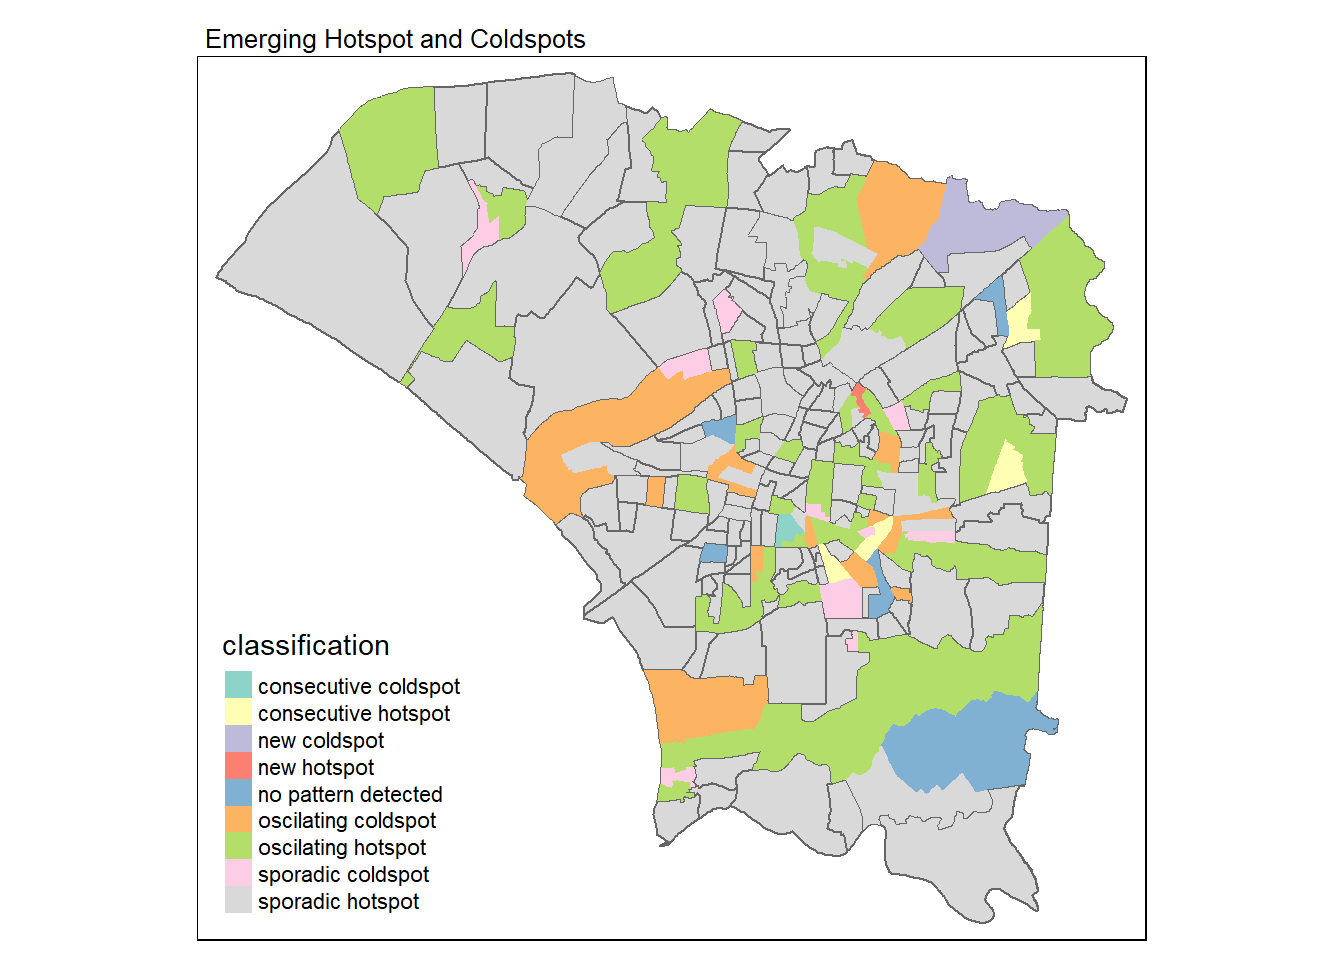 Emerging Hotspot and Coldspots
classification
consecutive coldspot
consecutive hotspot
new coldspot
new hotspot
no pattern detected
oscilating coldspot
oscilating hotspot
sporadic coldspot
sporadic hotspot